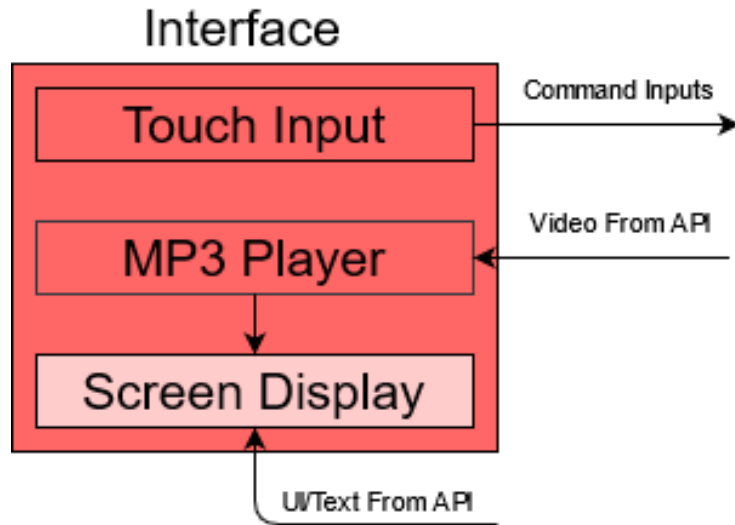 Interface
Touch Input
Command Inputs
MP3 Player
Video From API
Screen Display
UI/Text From API